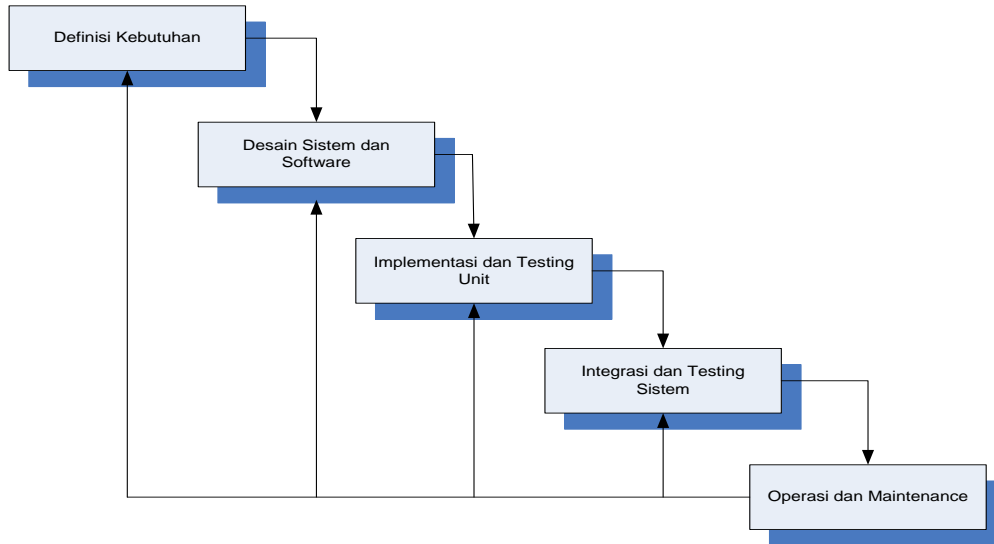 Definisi Kebutuhan
Desain Sistem dan
Software
Implementasi dan Testing
Unit
Integrasi dan Testing
Sistem
Operasi dan Maintenance